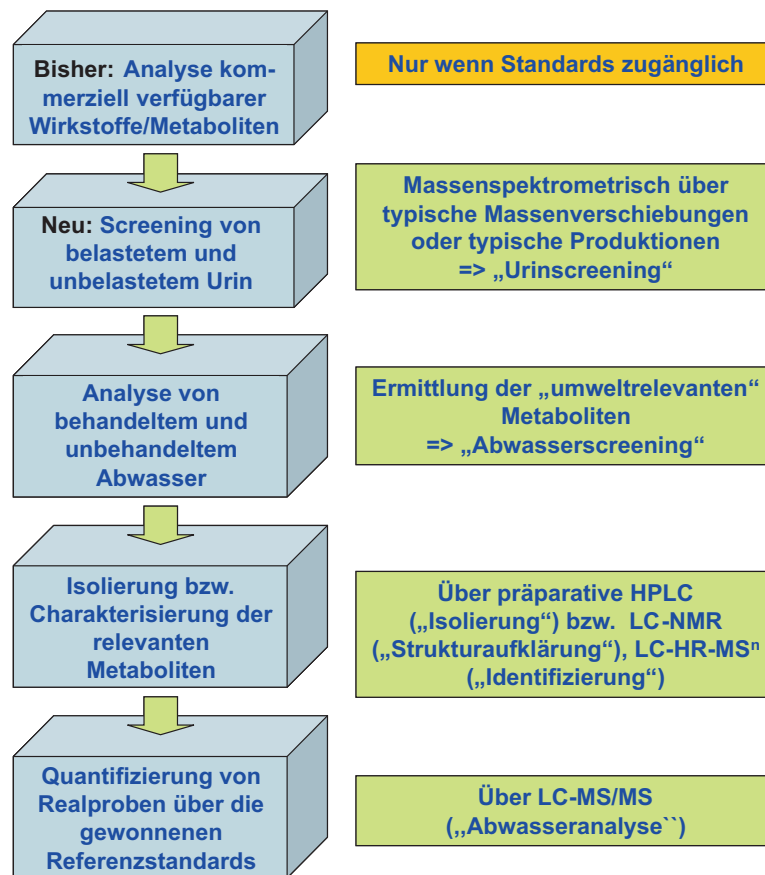 Bisher: Analyse kom-
merziell verfügbarer
Wirkstoffe/Metaboliten
Nur wenn Standards zugänglich
Neu: Screening von
belastetem und
unbelastetem Urin
Massenspektrometrisch über
typische Massenverschiebungen
oder typische Produktionen
=> „Urinscreening“
Analyse von
behandeltem und
unbehandeltem
Abwasser
Ermittlung der „umweltrelevanten“
Metaboliten
=> „Abwasserscreening“
Isolierung bzw.
Charakterisierung der
relevanten
Metaboliten
Über präparative HPLC
(„Isolierung“) bzw. LC-NMR
(„Strukturaufklärung“), LC-HR-MSⁿ
(„Identifizierung“)
Quantifizierung von
Realproben über die
gewonnenen
Referenzstandards
Über LC-MS/MS
(,,Abwasseranalyse``)